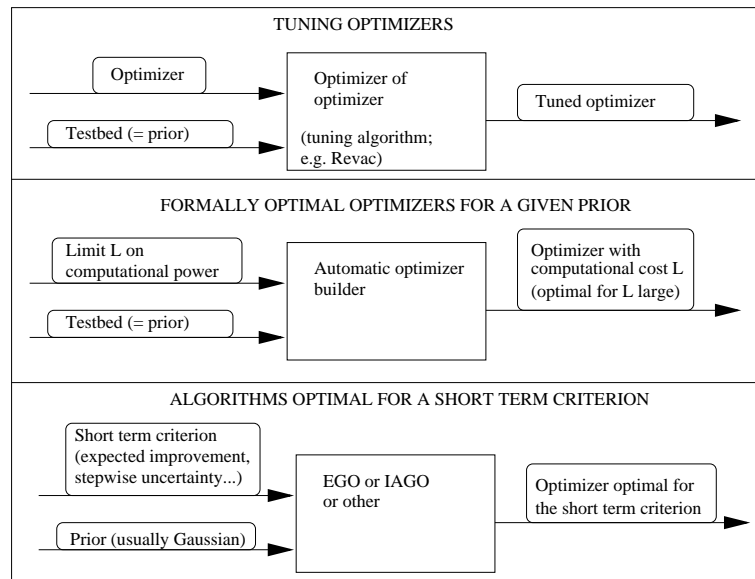 TUNING OPTIMIZERS
Optimizer
Testbed (= prior)
Optimizer of
optimizer
(tuning algorithm;
e.g. Revac)
Tuned optimizer
FORMALLY OPTIMAL OPTIMIZERS FOR A GIVEN PRIOR
Limit L on
computational power
Testbed (= prior)
Automatic optimizer
builder
Optimizer with
computational cost L
(optimal for L large)
ALGORITHMS OPTIMAL FOR A SHORT TERM CRITERION
Short term criterion
(expected improvement,
stepwise uncertainty...)
Prior (usually Gaussian)
EGO or IAGO
or other
Optimizer optimal for
the short term criterion